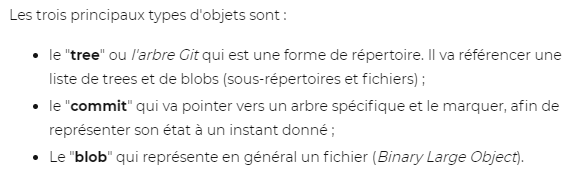 Les trois principaux types d'objets sont :
le "tree" ou l'arbre Git qui est une forme de répertoire. Il va référencer une
liste de trees et de blobs (sous-répertoires et fichiers) ;
le "commit" qui va pointer vers un arbre spécifique et le marquer, afin de
représenter son état à un instant donné ;
Le "blob" qui représente en général un fichier (Binary Large Object).